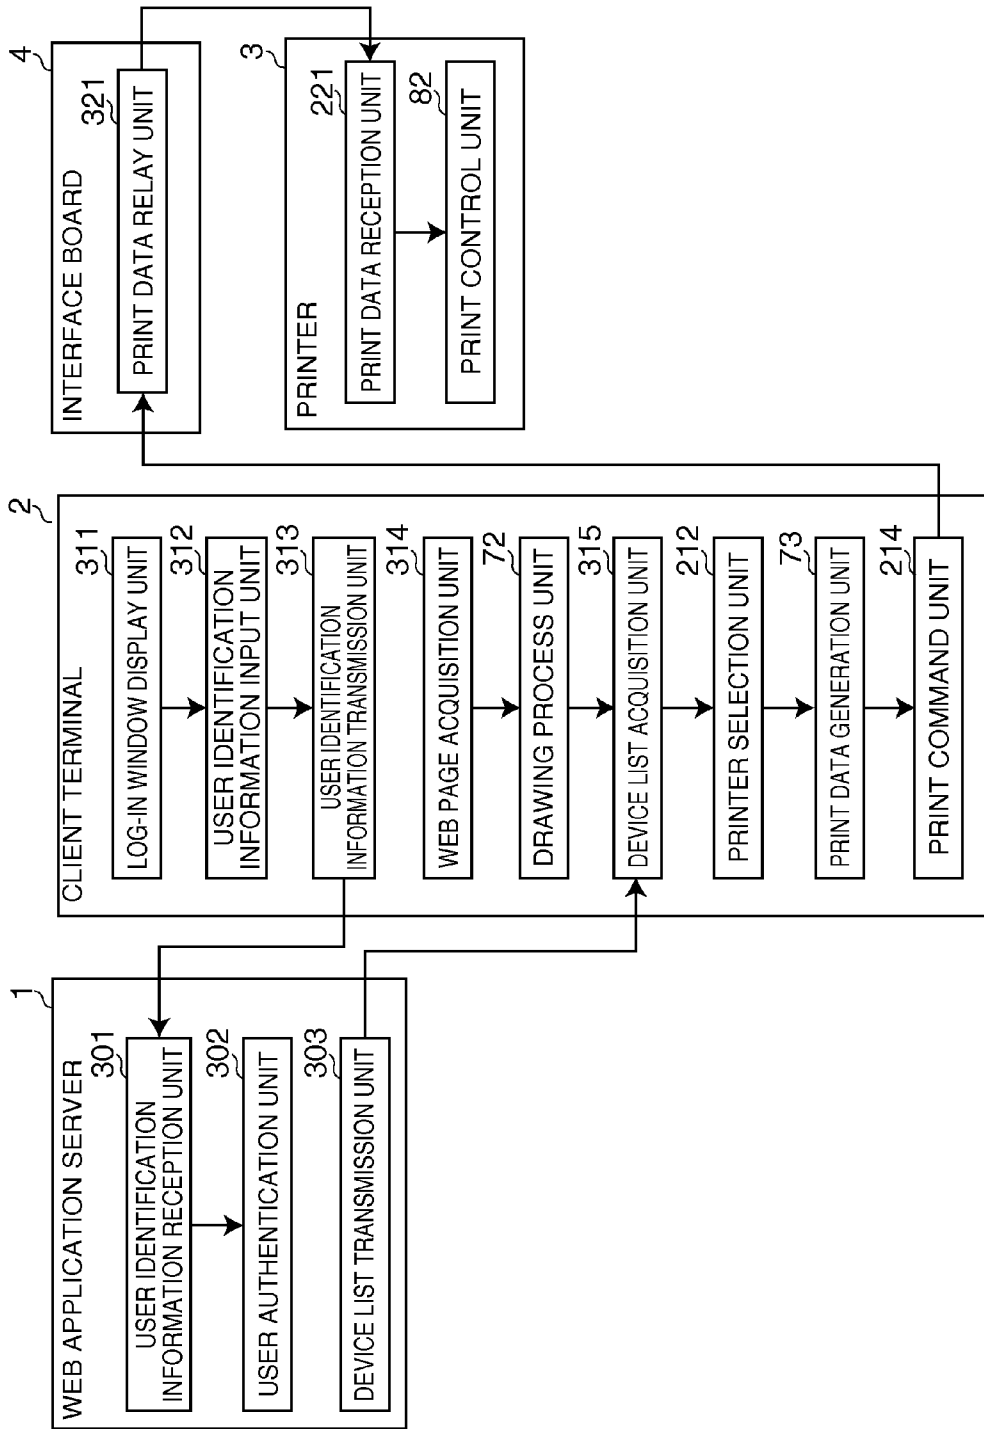 WEB APPLICATION SERVER
1
301
USER IDENTIFICATION
INFORMATION RECEPTION UNIT
302
USER AUTHENTICATION UNIT
303
DEVICE LIST TRANSMISSION UNIT
CLIENT TERMINAL
2
311
LOG-IN WINDOW DISPLAY UNIT
312
USER IDENTIFICATION
INFORMATION INPUT UNIT
313
USER IDENTIFICATION
INFORMATION TRANSMISSION UNIT
314
WEB PAGE ACQUISITION UNIT
72
DRAWING PROCESS UNIT
315
DEVICE LIST ACQUISITION UNIT
212
PRINTER SELECTION UNIT
73
PRINT DATA GENERATION UNIT
214
PRINT COMMAND UNIT
INTERFACE BOARD
4
321
PRINT DATA RELAY UNIT
PRINTER
3
221
PRINT DATA RECEPTION UNIT
82
PRINT CONTROL UNIT